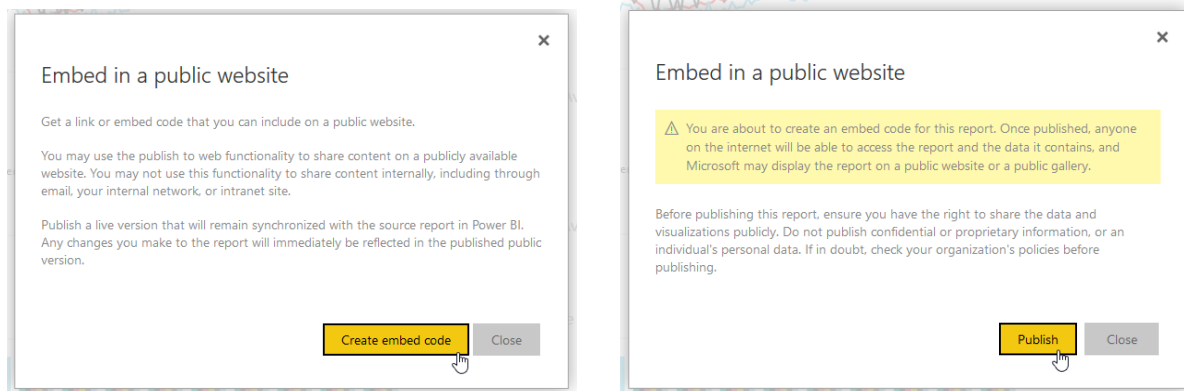 Embed in a public website
Get a link or embed code that you can include on a public website.
You may use the publish to web functionality to share content on a publicly available
website. You may not use this functionality to share content internally, including through
email, your internal network, or intranet site.
Publish a live version that will remain synchronized with the source report in Power BI.
Any changes you make to the report will immediately be reflected in the published public
version.
Create embed code
Close
Embed in a public website
You are about to create an embed code for this report. Once published, anyone
on the internet will be able to access the report and the data it contains, and
Microsoft may display the report on a public website or a public gallery.
Before publishing this report, ensure you have the right to share the data and
visualizations publicly. Do not publish confidential or proprietary information, or an
individual's personal data. If in doubt, check your organization's policies before
publishing.
Publish
Close